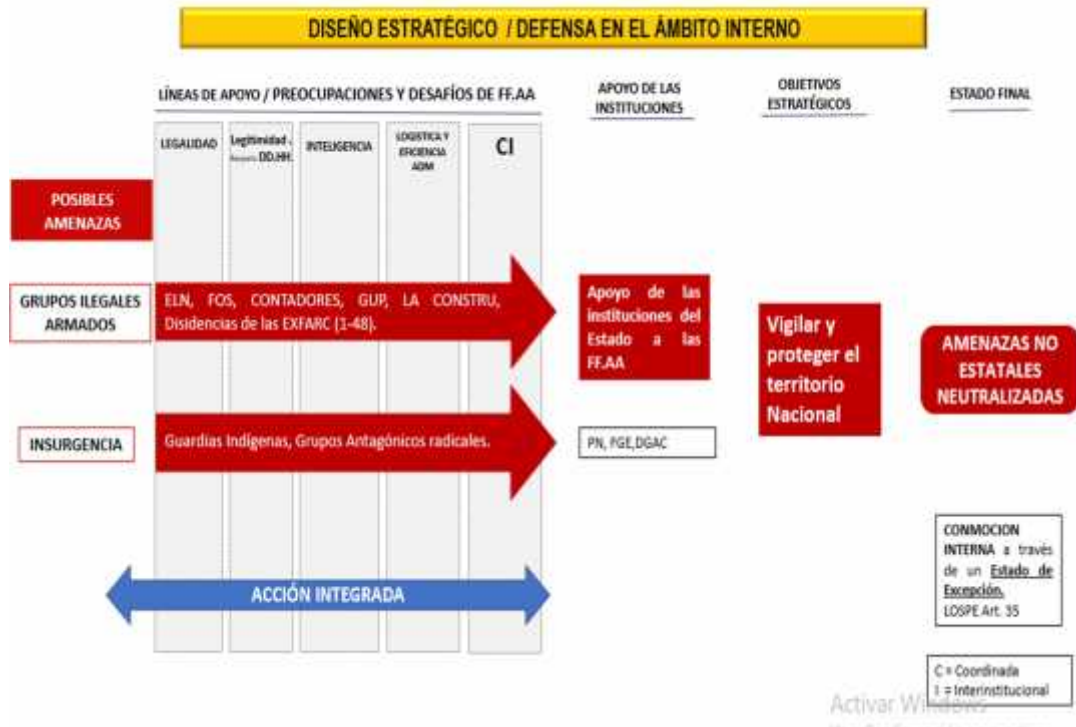 DISEÑO ESTRATÉGICO / DEFENSA EN EL ÁMBITO INTERNO
LÍNEAS DE APOYO / PREOCUPACIONES Y DESAFÍOS DE FF.AA
APOYO DE LAS
INSTITUCIONES
OBJETIVOS
ESTRATÉGICOS
ESTADO FINAL
LEGALIDAD
Legitimidad
DD.HH.
INTELIGENCIA
LOGISTICA Y
EFICIENCIA
ADM
CI
POSIBLES
AMENAZAS
GRUPOS ILEGALES
ARMADOS
ELN, FOS, CONTADORES, GUP, LA CONSTRU,
Disidencias de las EXFARC (1-48).
Apoyo de las
instituciones del
Estado a las
FF.AA
Vigilar y
proteger el
territorio
Nacional
AMENAZAS NO
ESTATALES
NEUTRALIZADAS
INSURGENCIA
Guardias Indígenas, Grupos Antagónicos radicales.
PN, FGE,DGAC
ACCIÓN INTEGRADA
CONMOCION
INTERNA a través
de un Estado de
Excepción.
LOSPE Art. 35
C = Coordinada
I = Interinstitucional
Activar Windows